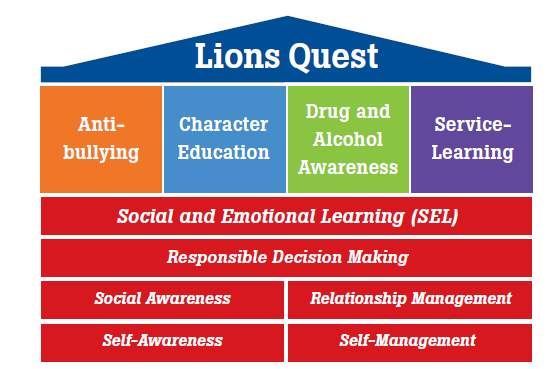 Lions Quest
Anti-
bullying
Character
Education
Drug and
Alcohol
Awareness
Service-
Learning
Social and Emotional Learning (SEL)
Responsible Decision Making
Social Awareness
Relationship Management
Self-Awareness
Self-Management